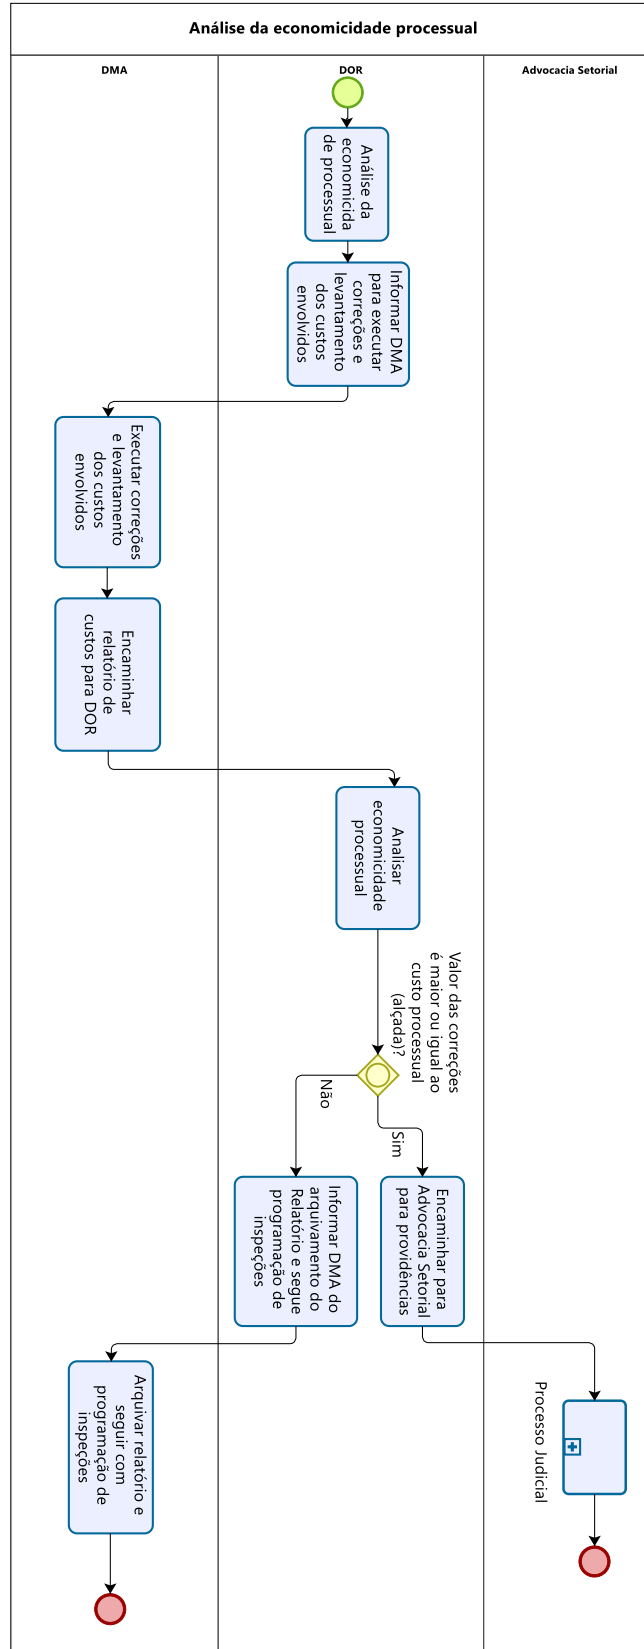 Análise da economicidade processual
DMA
DOR
Advocacia Setorial
Análise da
economicida
de processual
Informar DMA
para executar
correções e
levantamento
dos custos
envolvidos
Executar correções
e levantamento
dos custos
envolvidos
Encaminhar
relatório de
custos para DOR
Analisar
economicidade
processual
Valor das correções
é maior ou igual ao
custo processual
(alçada)?
Não
Sim
Informar DMA do
arquivamento do
Relatório e segue
programação de
inspeções
Encaminhar para
Advocacia Setorial
para providências
Arquivar relatório e
seguir com
programação de
inspeções
Processo Judicial